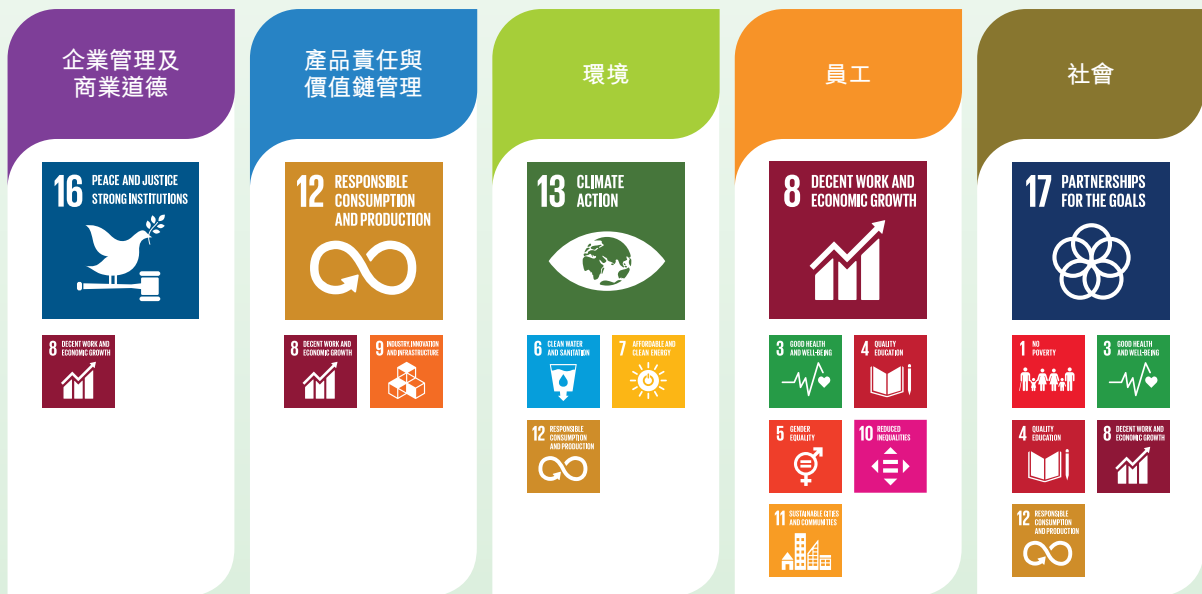 企業管理及
商業道德
16 PEACE AND JUSTICE
STRONG INSTITUTIONS
8 DECENT WORK AND
ECONOMIC GROWTH
產品責任與
價值鏈管理
12 RESPONSIBLE
CONSUMPTION
AND PRODUCTION
8 DECENT WORK AND
ECONOMIC GROWTH
9 INDUSTRY, INNOVATION
AND INFRASTRUCTURE
環境
13 CLIMATE
ACTION
6 CLEAN WATER
AND SANITATION
7 AFFORDABLE AND
CLEAN ENERGY
12 RESPONSIBLE
CONSUMPTION
AND PRODUCTION
員工
8 DECENT WORK AND
ECONOMIC GROWTH
3 GOOD HEALTH
AND WELL-BEING
4 QUALITY
EDUCATION
5 GENDER
EQUALITY
10 REDUCED
INEQUALITIES
11 SUSTAINABLE CITIES
AND COMMUNITIES
社會
17 PARTNERSHIPS
FOR THE GOALS
1 NO
POVERTY
3 GOOD HEALTH
AND WELL-BEING
4 QUALITY
EDUCATION
8 DECENT WORK AND
ECONOMIC GROWTH
12 RESPONSIBLE
CONSUMPTION
AND PRODUCTION